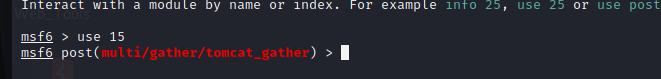 Interact with a module by name or index. For example info 25, use 25 or use post
msf6 > use 15
msf6 post(multi/gather/tomcat_gather) >